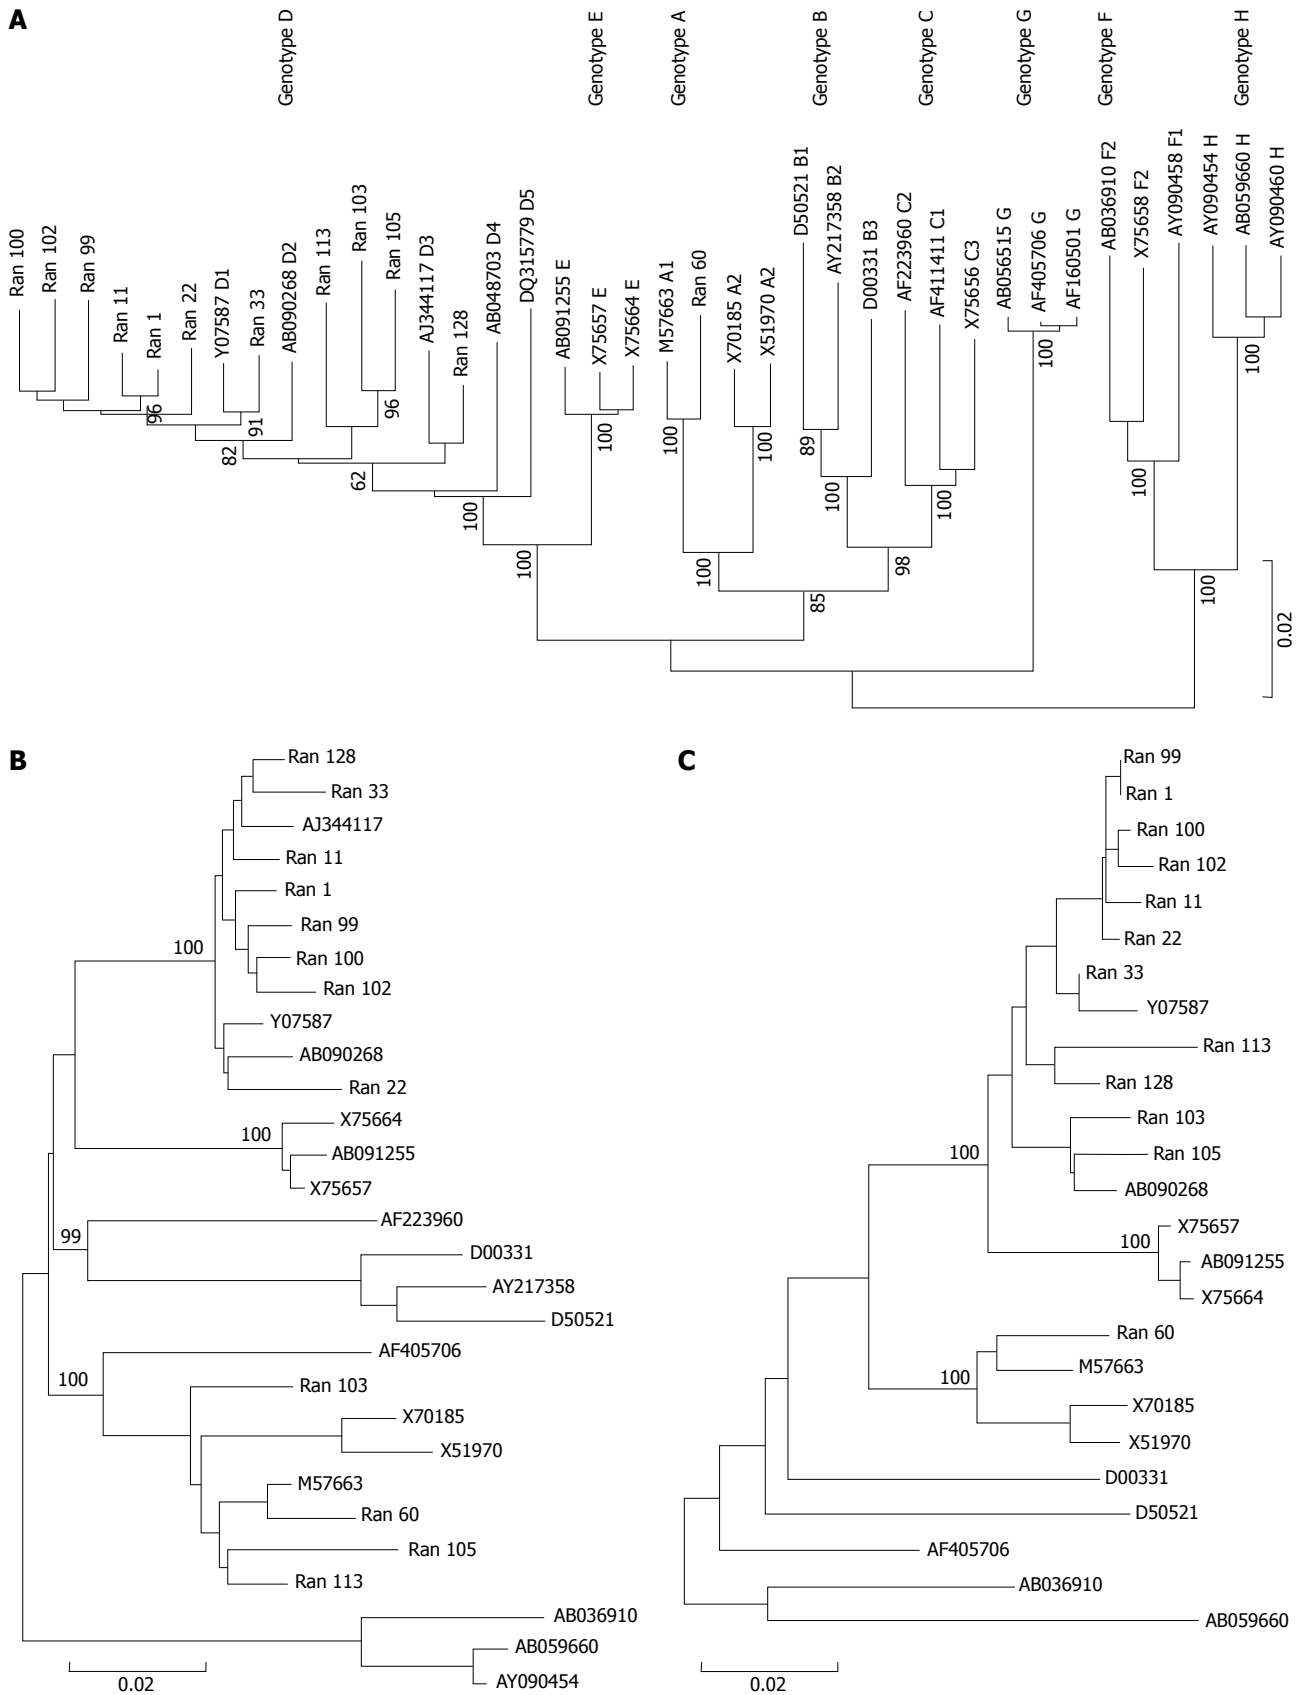 A
Genotype D
Genotype E
Genotype A
Genotype B
Genotype C
Genotype G
Genotype F
Genotype H
Ran 100
Ran 102
Ran 99
Ran 11
Ran 1
Ran 22
Y07587 D1
Ran 33
AB090268 D2
Ran 113
Ran 103
Ran 105
AJ344117 D3
Ran 128
AB048703 D4
DQ315779 D5
AB091255 E
X75657 E
X75664 E
M57663 A1
Ran 60
X70185 A2
X51970 A2
D50521 B1
AY217358 B2
D00331 B3
AF223960 C2
AF411411 C1
X75656 C3
AB056515 G
AF405706 G
AF160501 G
AB036910 F2
X75658 F2
AY090458 F1
AY090454 H
AB059660 H
AY090460 H
96
91
82
96
62
100
100
100
100
100
100
89
100
100
98
85
100
100
100
100
0.02
B
Ran 128
Ran 33
AJ344117
Ran 11
Ran 1
Ran 99
100
Ran 100
Ran 102
Y07587
AB090268
Ran 22
X75664
100
AB091255
X75657
AF223960
99
D00331
AY217358
D50521
AF405706
100
Ran 103
X70185
X51970
M57663
Ran 60
Ran 105
Ran 113
AB036910
AB059660
AY090454
0.02
C
Ran 99
Ran 1
Ran 100
Ran 102
Ran 11
Ran 22
Ran 33
Y07587
Ran 113
Ran 128
Ran 103
100
Ran 105
AB090268
X75657
100
AB091255
X75664
Ran 60
M57663
100
X70185
X51970
D00331
D50521
AF405706
AB036910
AB059660
0.02